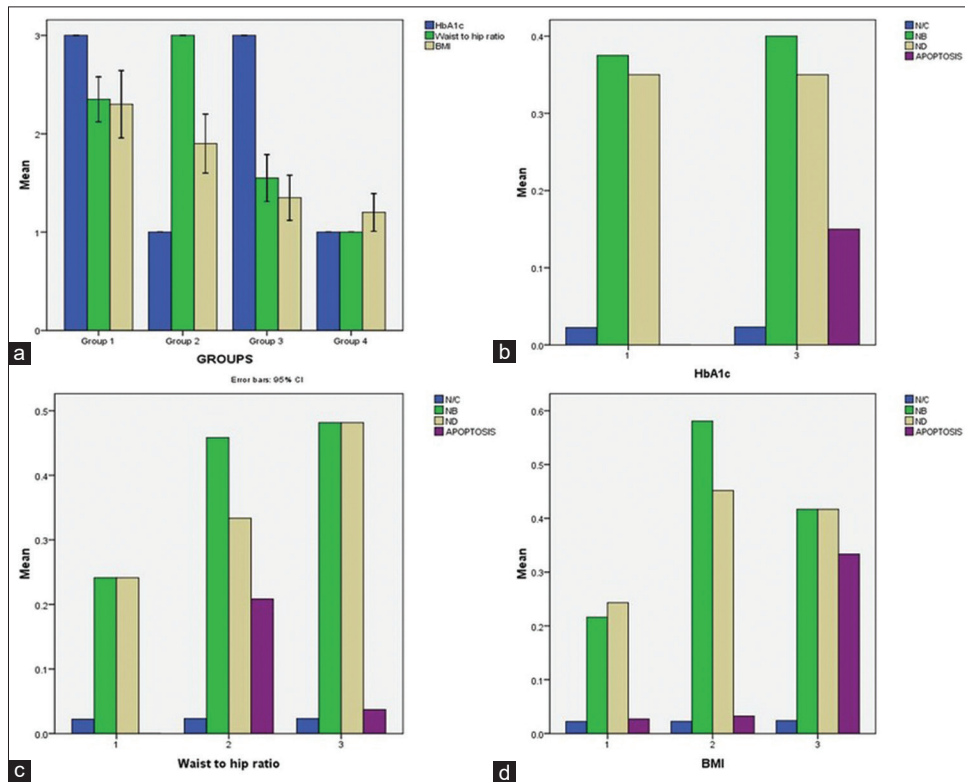 HbA1c
Waist to hip ratio
BMI
3
2
1
0
Mean
Group 1 Group 2 Group 3 Group 4
GROUPS
Error bars: 95% CI
a
N/C
NB
ND
APOPTOSIS
0.4
0.3
0.2
0.1
0.0
Mean
1 3
HbA1c
b
N/C
NB
ND
APOPTOSIS
0.5
0.4
0.3
0.2
0.1
0.0
Mean
1 2 3
Waist to hip ratio
c
N/C
NB
ND
APOPTOSIS
0.6
0.5
0.4
0.3
0.2
0.1
0.0
Mean
1 2 3
BMI
d